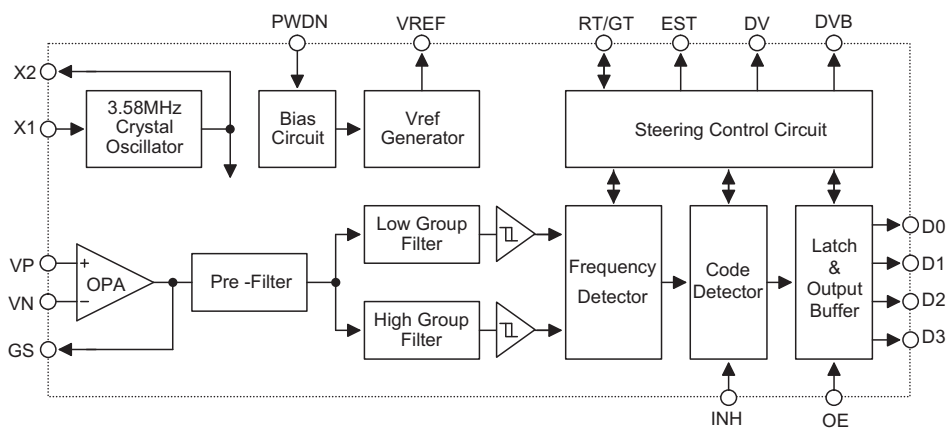 PWDN
VREF
RT/GT
EST
DV
DVB
X2
X1
3.58MHz
Crystal
Oscillator
Bias
Circuit
Vref
Generator
Steering Control Circuit
VP
VN
GS
+
−
OPA
Pre -Filter
Low Group
Filter
High Group
Filter
Frequency
Detector
Code
Detector
Latch
&
Output
Buffer
D0
D1
D2
D3
INH
OE